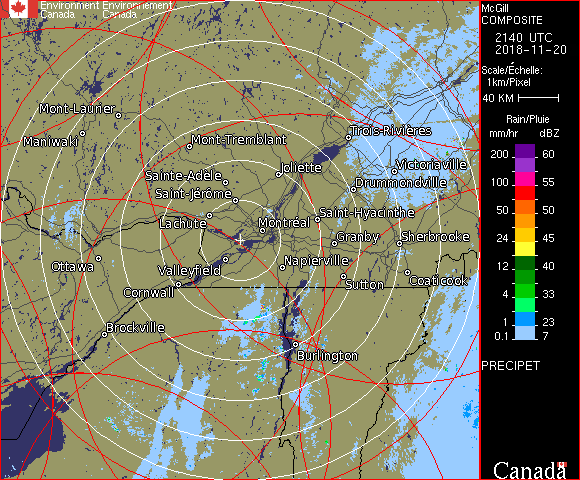 Environment Environnement
Canada Canada
McGill
COMPOSITE
2140 UTC
2018-11-20
Scale/Échelle:
1km/Pixel
40 KM
Rain/Pluie
mm/hr dBZ
200 60
100 55
50 50
24 45
12 40
4 33
1 23
0.1 7
PRECIPET
Canada
Mont-Laurier
Maniwaki
Mont-Tremblant
Trois-Rivières
Sainte-Adèle
Joliette
Victoriaville
Saint-Jérôme
Drummondville
Lachute
Montréal
Saint-Hyacinthe
Granby
Sherbrooke
Ottawa
Valleyfield
Napierville
Cornwall
Sutton
Coaticook
Brockville
Burlington